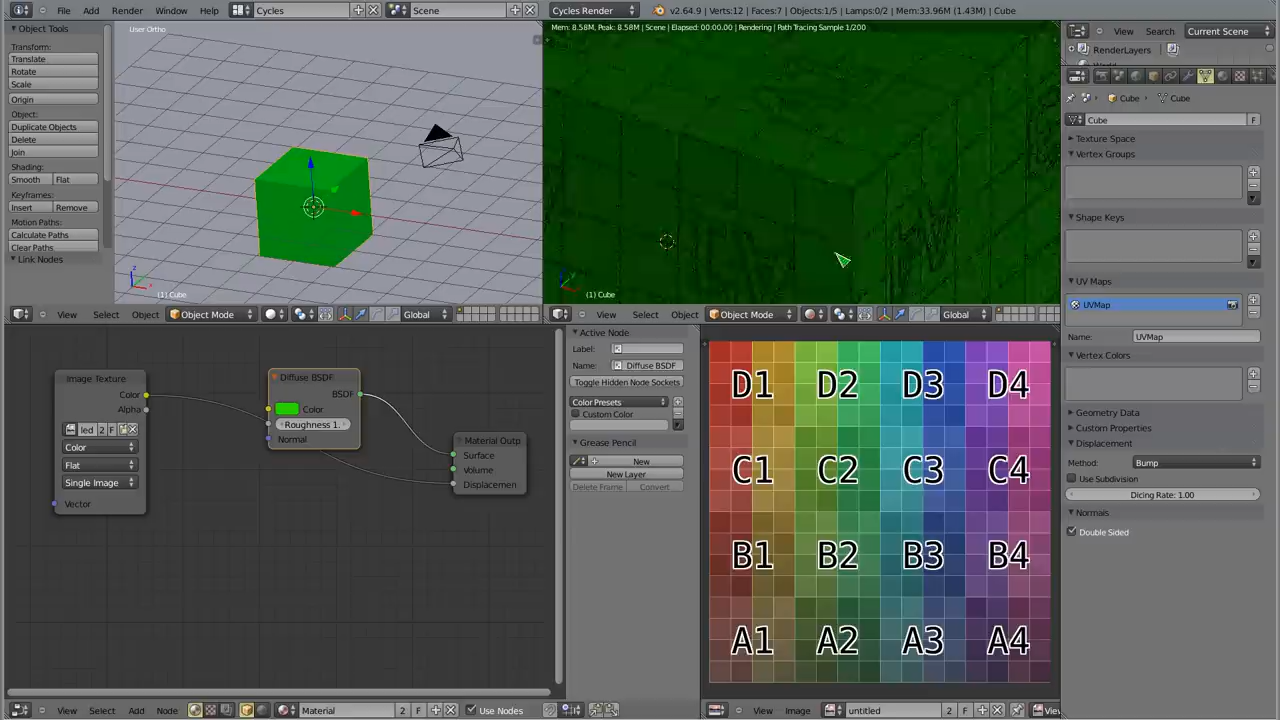 File Add Render Window Help Cycles Scene Cycles Render v2.64.9 | Verts:12 | Faces:7 | Objects:1/5 | Lamps:0/2 | Mem:33.96M (1.43M) | Cube
Object Tools
Transform:
Translate
Rotate
Scale
Origin
Object:
Duplicate Objects
Delete
Join
Shading:
Smooth Flat
Keyframes:
Insert Remove
Motion Paths:
Calculate Paths
Clear Paths
Link Nodes
User Ortho
(1) Cube
View Select Object Object Mode Global
Mem: 8.58M, Peak: 8.58M | Scene | Elapsed: 00:00.00 | Rendering | Path Tracing Sample 1/200
(1) Cube
View Select Object Object Mode Global
View Search Current Scene
RenderLayers
Cube Cube
Cube F
Texture Space
Vertex Groups
Shape Keys
UV Maps
UVMap
Name: UVMap
Vertex Colors
Geometry Data
Custom Properties
Displacement
Method: Bump
Use Subdivision
Dicing Rate: 1.00
Normals
Double Sided
Image Texture
Color
Alpha
led 2 F
Color
Flat
Single Image
Vector
Diffuse BSDF
BSDF
Color
Roughness 1.
Normal
Material Outp
Surface
Volume
Displacemen
Active Node
Label:
Name: Diffuse BSDF
Toggle Hidden Node Sockets
Color Presets
Custom Color
Grease Pencil
New
New Layer
Delete Frame Convert
D1 D2 D3 D4
C1 C2 C3 C4
B1 B2 B3 B4
A1 A2 A3 A4
View Select Add Node Material 2 F Use Nodes
View Image untitled 2 F View